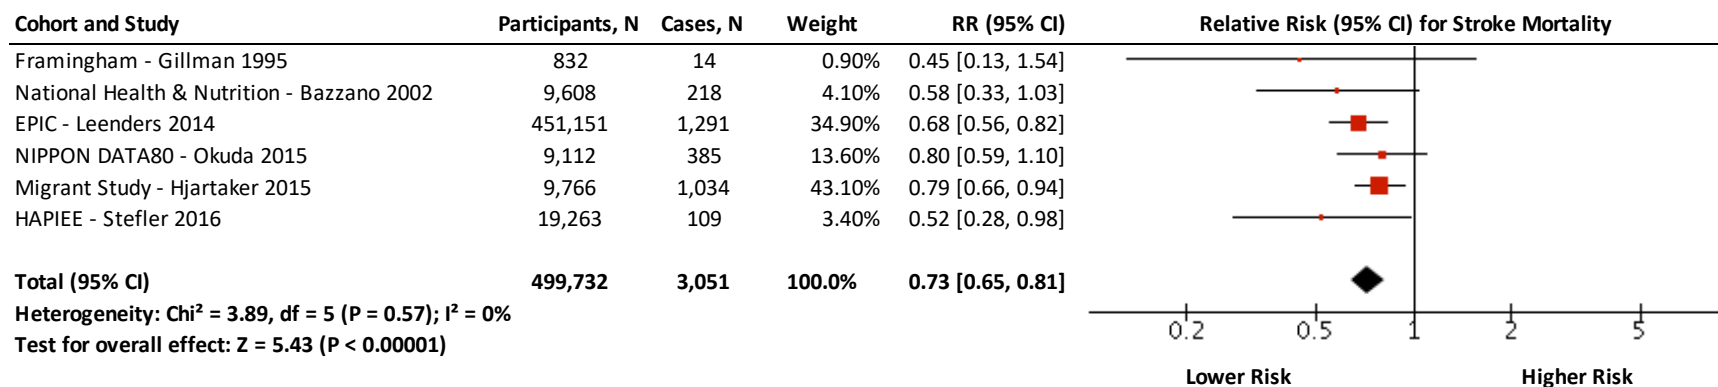 Cohort and Study Participants, N Cases, N Weight RR (95% CI) Relative Risk (95% CI) for Stroke Mortality
Framingham - Gillman 1995 832 14 0.90% 0.45 [0.13, 1.54]
National Health & Nutrition - Bazzano 2002 9,608 218 4.10% 0.58 [0.33, 1.03]
EPIC - Leenders 2014 451,151 1,291 34.90% 0.68 [0.56, 0.82]
NIPPON DATA80 - Okuda 2015 9,112 385 13.60% 0.80 [0.59, 1.10]
Migrant Study - Hjartaker 2015 9,766 1,034 43.10% 0.79 [0.66, 0.94]
HAPIEE - Stefler 2016 19,263 109 3.40% 0.52 [0.28, 0.98]
Total (95% CI) 499,732 3,051 100.0% 0.73 [0.65, 0.81]
Heterogeneity: Chi² = 3.89, df = 5 (P = 0.57); I² = 0%
Test for overall effect: Z = 5.43 (P < 0.00001)
0.2 0.5 1 2 5
Lower Risk Higher Risk